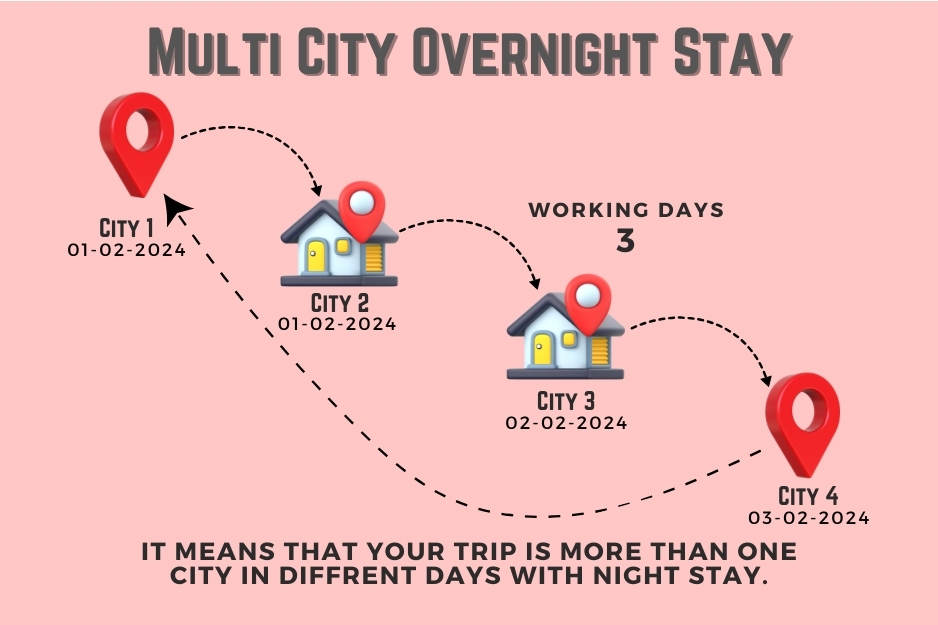 MULTI CITY OVERNIGHT STAY
CITY 1
01-02-2024
WORKING DAYS
3
CITY 2
01-02-2024
CITY 3
02-02-2024
CITY 4
03-02-2024
IT MEANS THAT YOUR TRIP IS MORE THAN ONE
CITY IN DIFFRENT DAYS WITH NIGHT STAY.